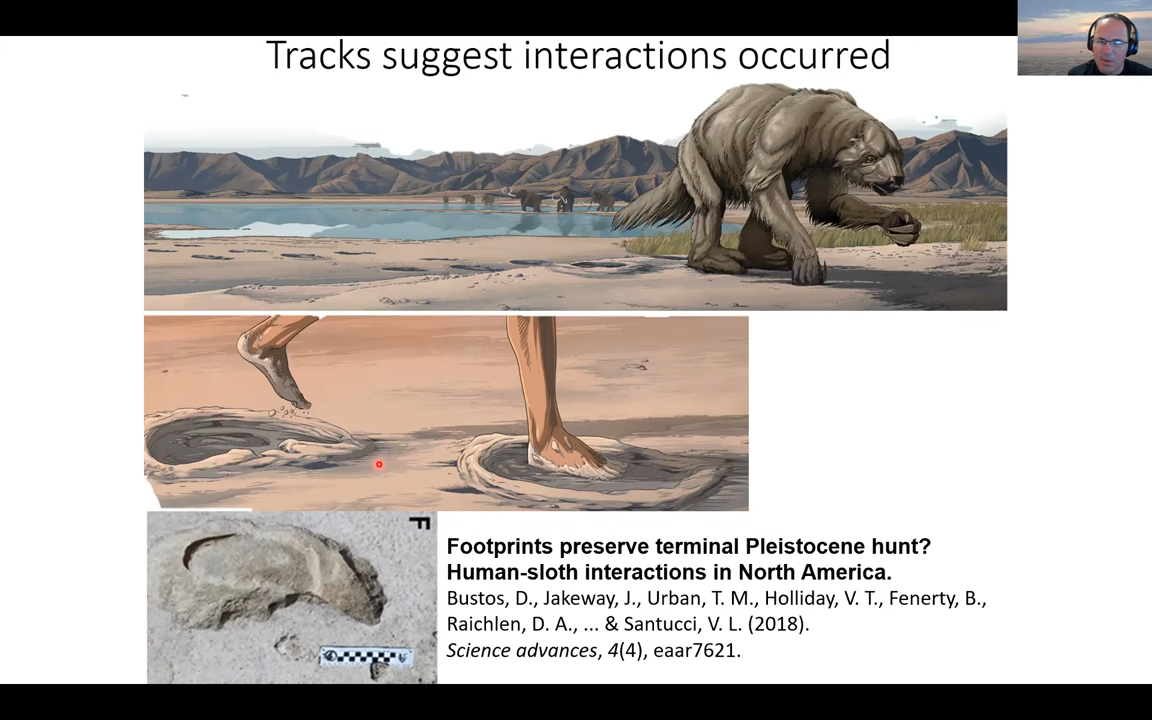 Tracks suggest interactions occurred
F
Footprints preserve terminal Pleistocene hunt?
Human-sloth interactions in North America.
Bustos, D., Jakeway, J., Urban, T. M., Holliday, V. T., Fenerty, B.,
Raichlen, D. A., ... & Santucci, V. L. (2018).
Science advances, 4(4), eaar7621.